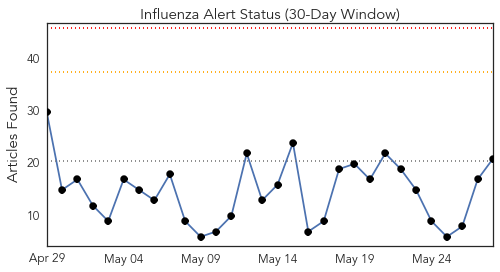 Influenza Alert Status (30-Day Window)
Articles Found
40
30
20
10
Apr 29
May 04
May 09
May 14
May 19
May 24